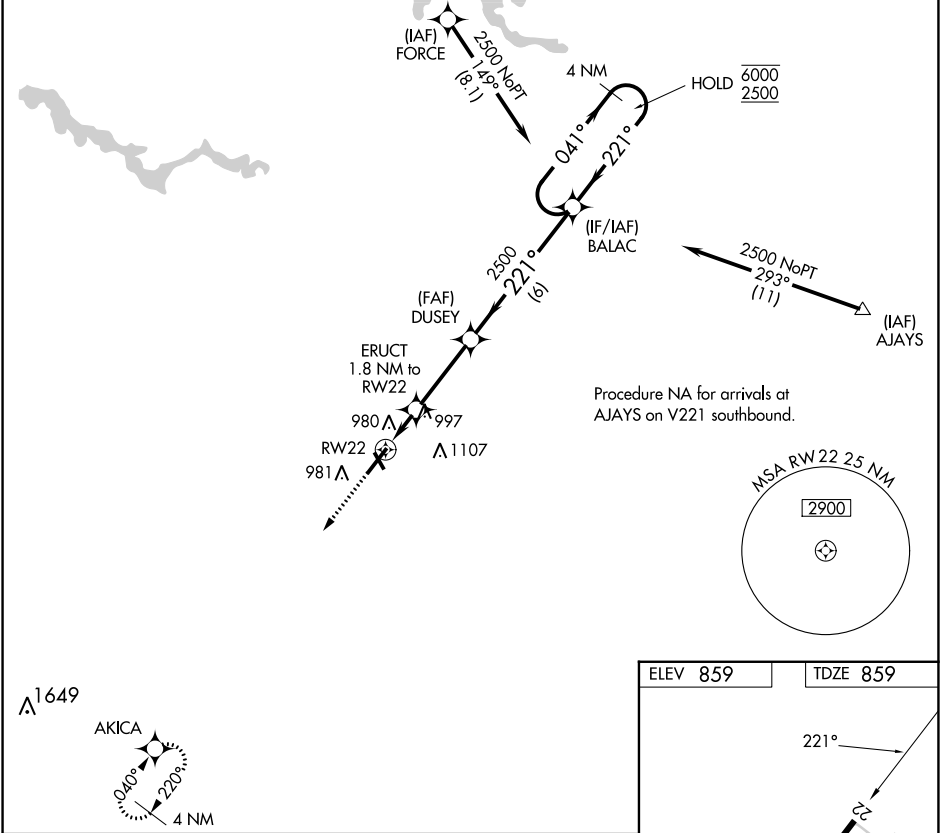 (IAF)
FORCE
2500 NoPT
149°
(8.1)
4 NM
HOLD 6000
2500
041°
221°
(IF/IAF)
BALAC
2500
221°
(6)
2500 NoPT
293°
(11)
(IAF)
AJAYS
(FAF)
DUSEY
ERUCT
1.8 NM to
RW22
Procedure NA for arrivals at
AJAYS on V221 southbound.
980
997
RW22
1107
981
MSA RW22 25 NM
2900
ELEV 859
TDZE 859
1649
AKICA
040°
220°
4 NM
221°
22